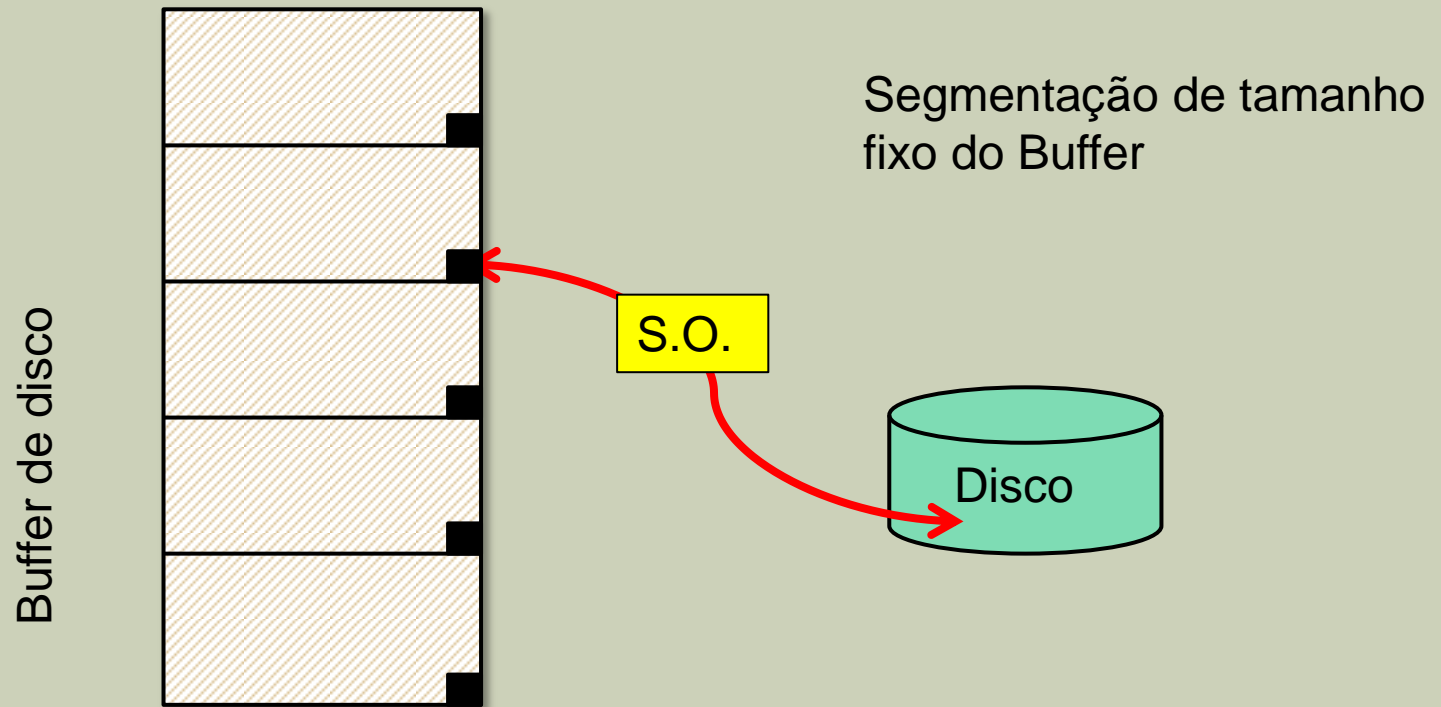 Segmentação de tamanho
fixo do Buffer
S.O.
Disco
Buffer de disco